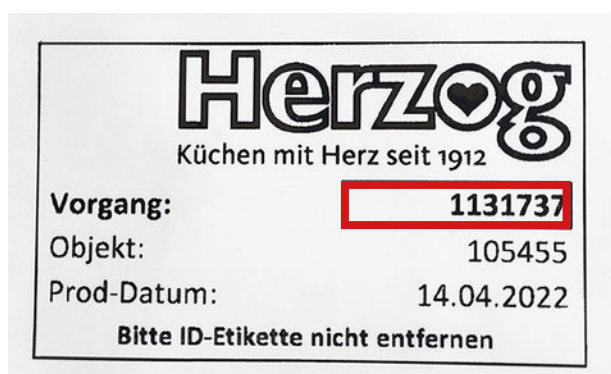 Herzog
Küchen mit Herz seit 1912
Vorgang: 1131737
Objekt: 105455
Prod-Datum: 14.04.2022
Bitte ID-Etikette nicht entfernen